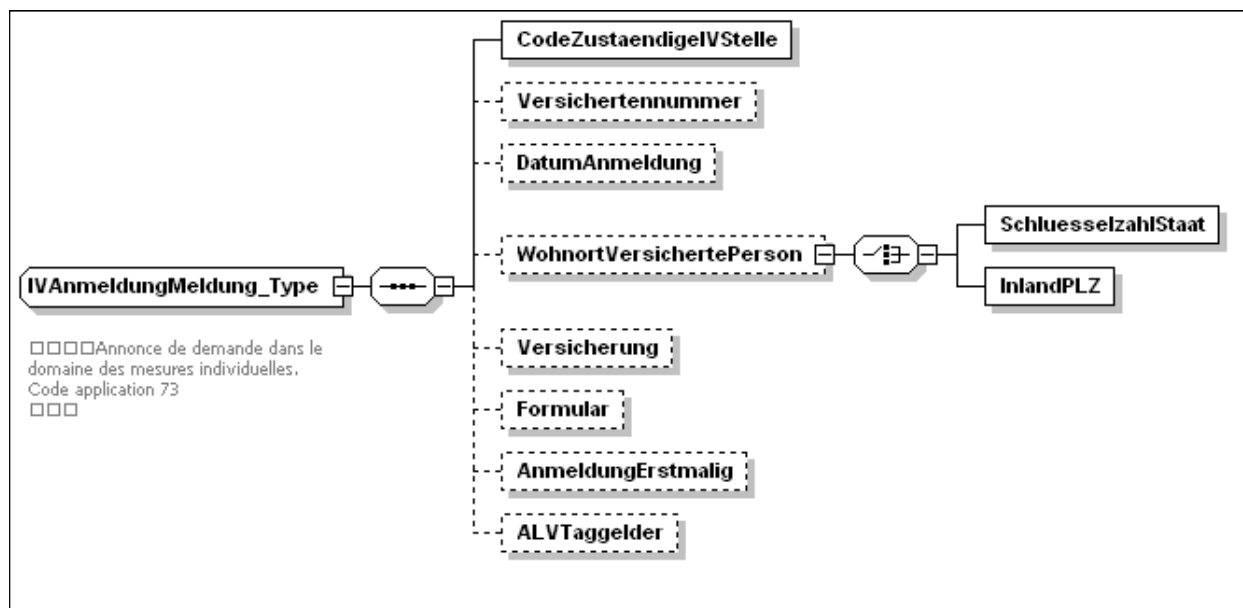 CodeZustaendigeIVStelle
Versichertennummer
DatumAnmeldung
WohnortVersichertePerson
SchluesselzahlStaat
InlandPLZ
IVAnmeldungMeldung_Type
□□□□Annonce de demande dans le
domaine des mesures individuelles.
Code application 73
□□□
Versicherung
Formular
AnmeldungErstmalig
ALVTaggelder